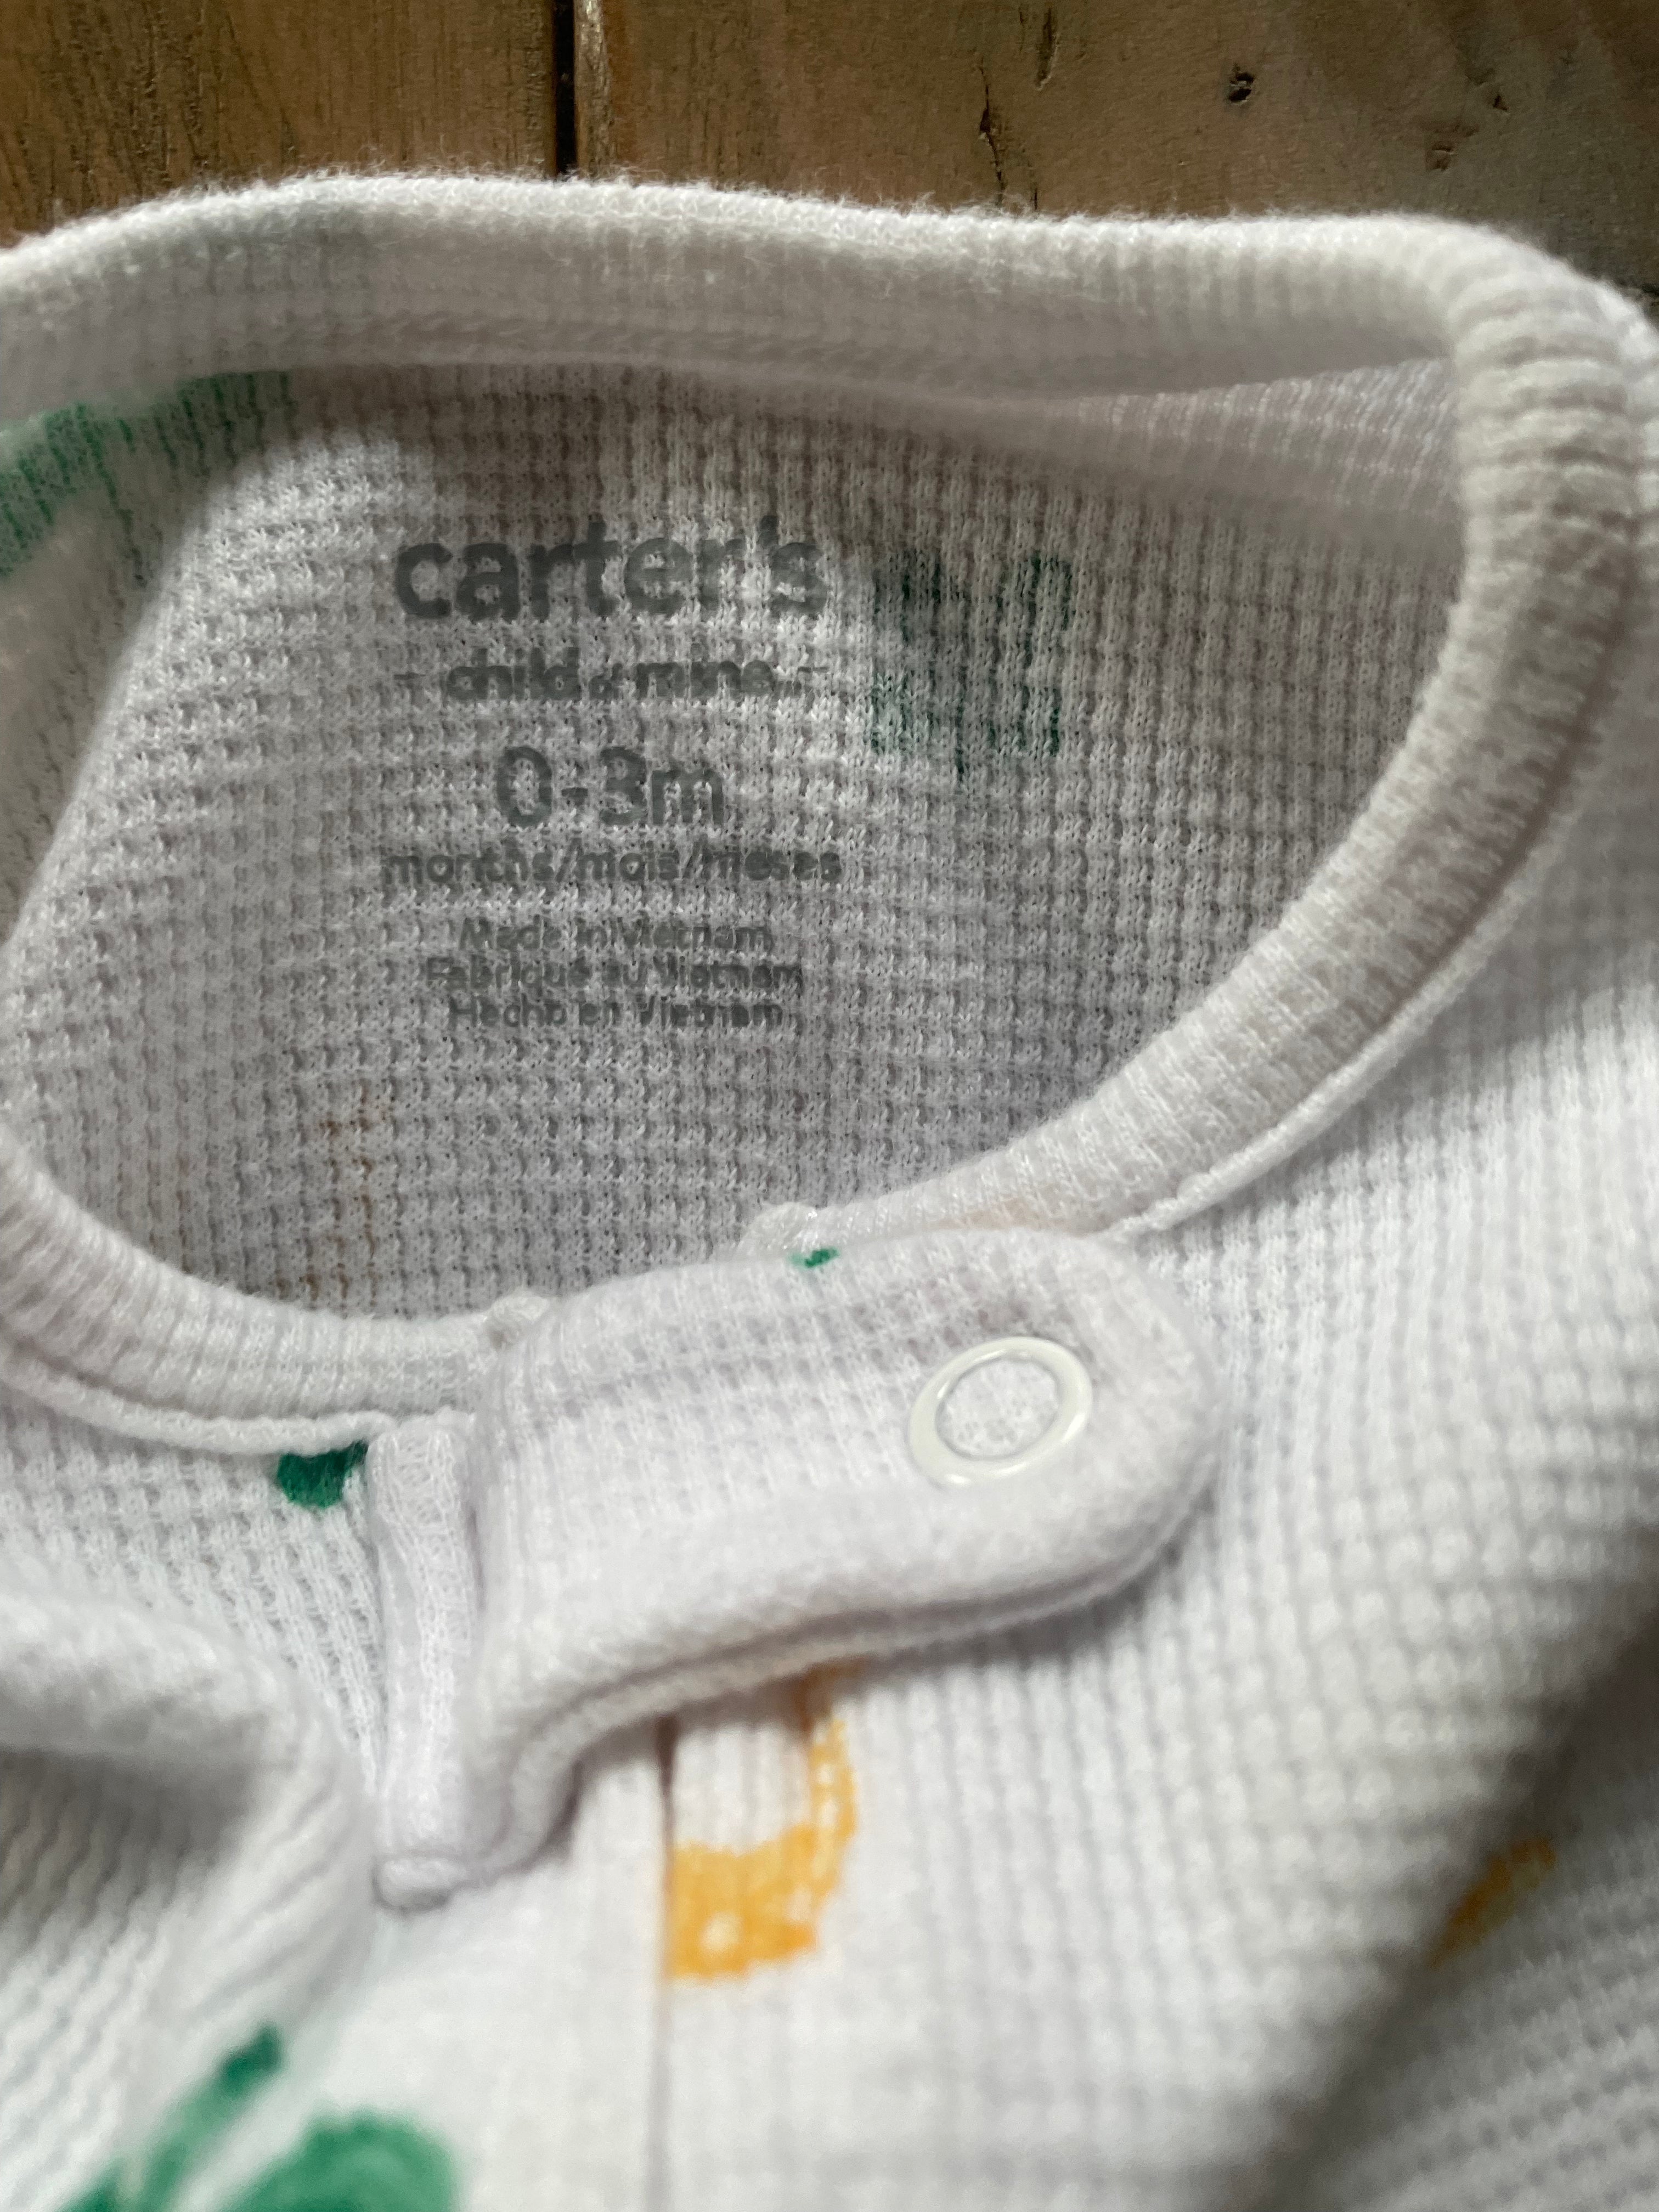 carter's
child of mine
0-3m
months/mois/meses
Made in Vietnam
Fabriqué au Vietnam
Hecho en Vietnam